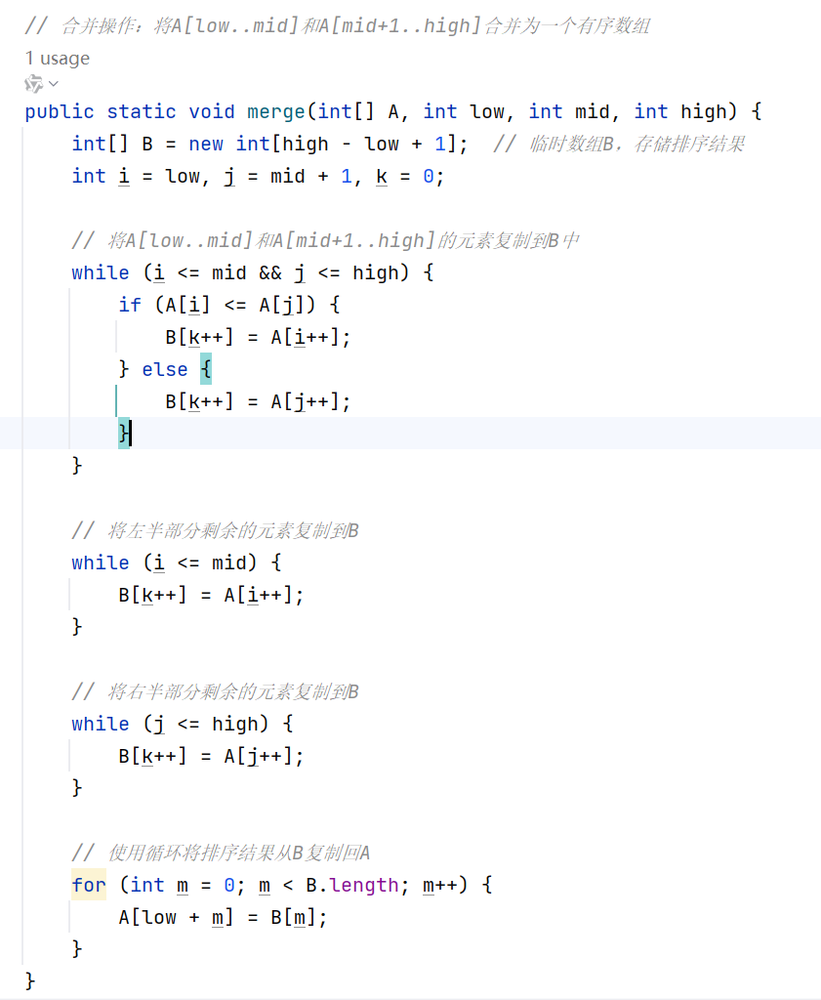 // 合并操作：将A[low..mid]和A[mid+1..high]合并为一个有序数组
1 usage
public static void merge(int[] A, int low, int mid, int high) {
    int[] B = new int[high - low + 1];  // 临时数组B，存储排序结果
    int i = low, j = mid + 1, k = 0;
    // 将A[low..mid]和A[mid+1..high]的元素复制到B中
    while (i <= mid && j <= high) {
        if (A[i] <= A[j]) {
            B[k++] = A[i++];
        } else {
            B[k++] = A[j++];
        }
    }
    // 将左半部分剩余的元素复制到B
    while (i <= mid) {
        B[k++] = A[i++];
    }
    // 将右半部分剩余的元素复制到B
    while (j <= high) {
        B[k++] = A[j++];
    }
    // 使用循环将排序结果从B复制回A
    for (int m = 0; m < B.length; m++) {
        A[low + m] = B[m];
    }
}